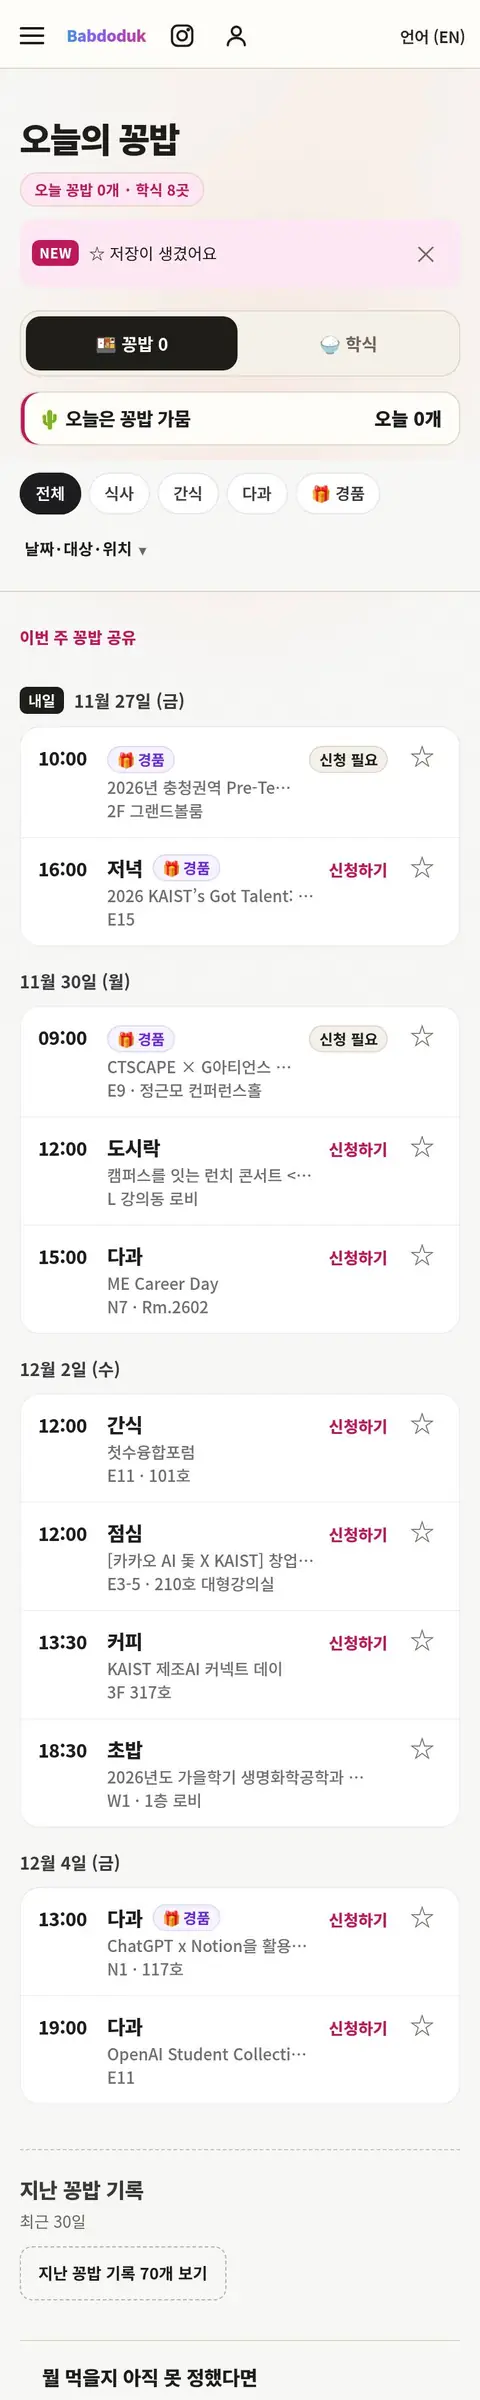 Babdoduk
언어 (EN)
오늘의 꽁밥
오늘 꽁밥 0개 · 학식 8곳
NEW ☆ 저장이 생겼어요
🍱 꽁밥 0
🍚 학식
🌵 오늘은 꽁밥 가뭄 오늘 0개
전체 식사 간식 다과 🎁 경품
날짜·대상·위치 ▾
이번 주 꽁밥 공유
내일 11월 27일 (금)
10:00 🎁 경품 신청 필요 ☆
2026년 충청권역 Pre-Te…
2F 그랜드볼룸
16:00 저녁 🎁 경품 신청하기 ☆
2026 KAIST’s Got Talent: …
E15
11월 30일 (월)
09:00 🎁 경품 신청 필요 ☆
CTSCAPE × G아티언스 …
E9 · 정근모 컨퍼런스홀
12:00 도시락 신청하기 ☆
캠퍼스를 잇는 런치 콘서트 <…
L 강의동 로비
15:00 다과 신청하기 ☆
ME Career Day
N7 · Rm.2602
12월 2일 (수)
12:00 간식 신청하기 ☆
첫수융합포럼
E11 · 101호
12:00 점심 신청하기 ☆
[카카오 AI 돛 X KAIST] 창업…
E3-5 · 210호 대형강의실
13:30 커피 신청하기 ☆
KAIST 제조AI 커넥트 데이
3F 317호
18:30 초밥 ☆
2026년도 가을학기 생명화학공학과 …
W1 · 1층 로비
12월 4일 (금)
13:00 다과 🎁 경품 신청하기 ☆
ChatGPT x Notion을 활용…
N1 · 117호
19:00 다과 신청하기 ☆
OpenAI Student Collecti…
E11
지난 꽁밥 기록
최근 30일
지난 꽁밥 기록 70개 보기
뭘 먹을지 아직 못 정했다면